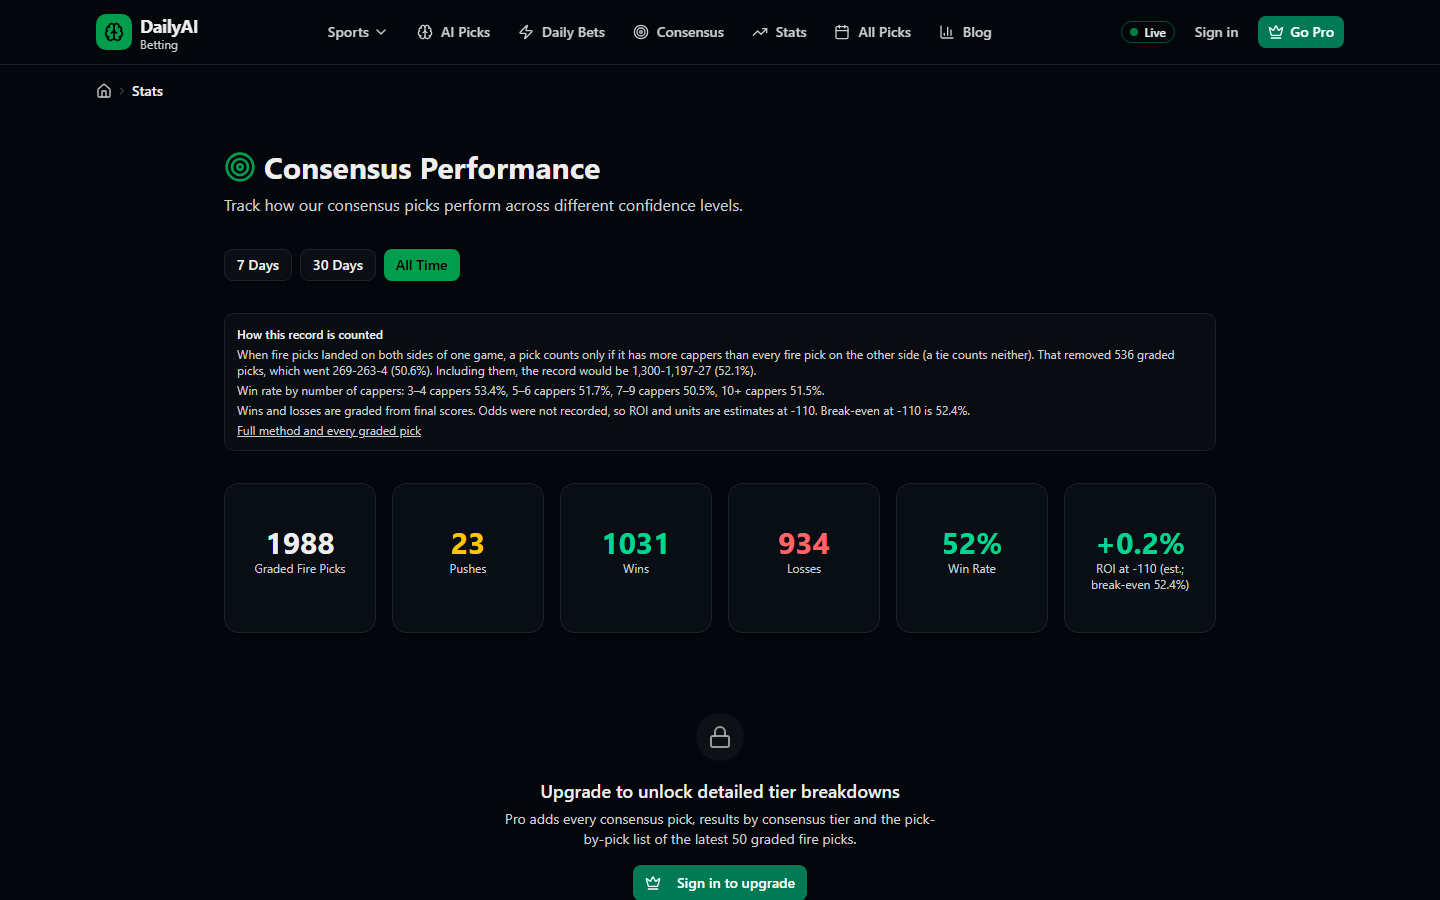 DailyAI
Betting
Sports
AI Picks
Daily Bets
Consensus
Stats
All Picks
Blog
Live
Sign in
Go Pro
Stats
Consensus Performance
Track how our consensus picks perform across different confidence levels.
7 Days
30 Days
All Time
How this record is counted
When fire picks landed on both sides of one game, a pick counts only if it has more cappers than every fire pick on the other side (a tie counts neither). That removed 536 graded
picks, which went 269-263-4 (50.6%). Including them, the record would be 1,300-1,197-27 (52.1%).
Win rate by number of cappers: 3–4 cappers 53.4%, 5–6 cappers 51.7%, 7–9 cappers 50.5%, 10+ cappers 51.5%.
Wins and losses are graded from final scores. Odds were not recorded, so ROI and units are estimates at -110. Break-even at -110 is 52.4%.
Full method and every graded pick
1988
Graded Fire Picks
23
Pushes
1031
Wins
934
Losses
52%
Win Rate
+0.2%
ROI at -110 (est.;
break-even 52.4%)
Upgrade to unlock detailed tier breakdowns
Pro adds every consensus pick, results by consensus tier and the pick-
by-pick list of the latest 50 graded fire picks.
Sign in to upgrade